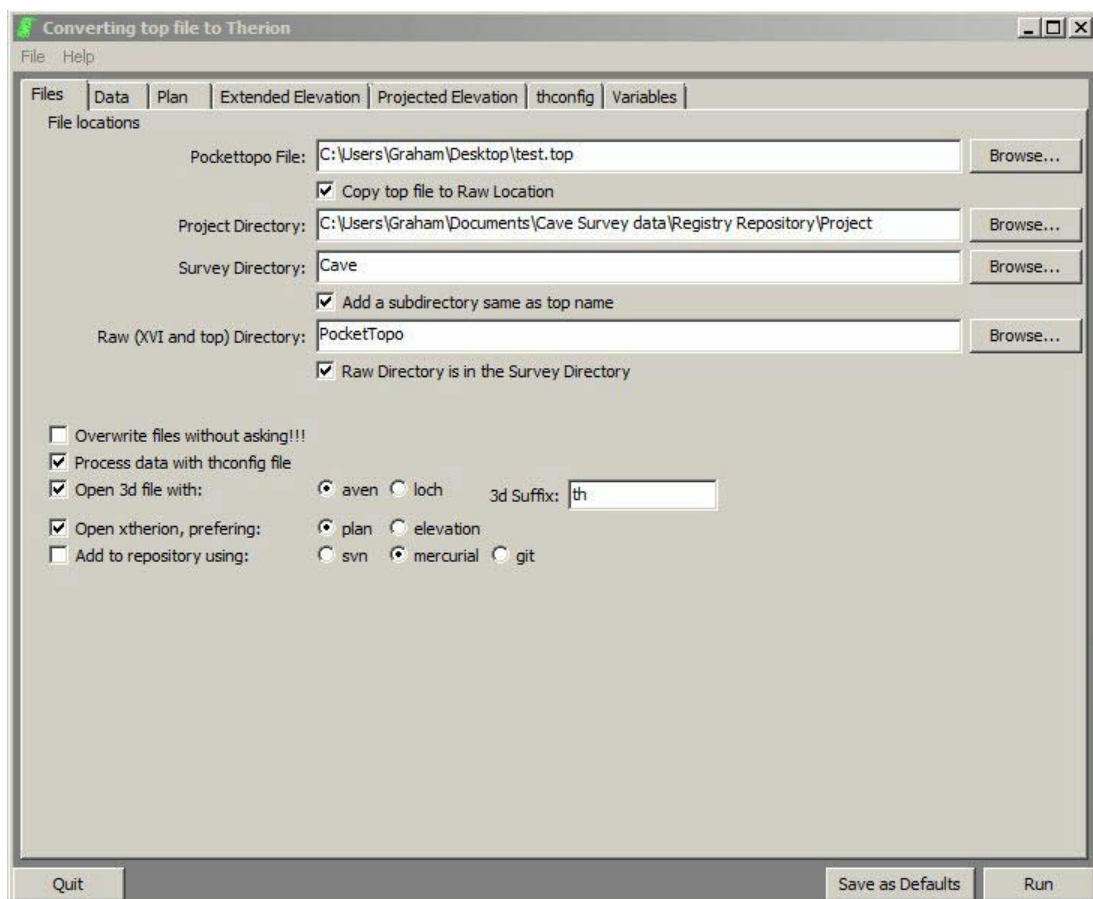 Converting top file to Therion
File Help
Files Data Plan Extended Elevation Projected Elevation thconfig Variables
File locations
Pockettopo File: C:\Users\Graham\Desktop\test.top Browse...
Copy top file to Raw Location
Project Directory: C:\Users\Graham\Documents\Cave Survey data\Registry Repository\Project Browse...
Survey Directory: Cave Browse...
Add a subdirectory same as top name
Raw (XVI and top) Directory: PocketTopo Browse...
Raw Directory is in the Survey Directory
Overwrite files without asking!!!
Process data with thconfig file
Open 3d file with: aven loch 3d Suffix: th
Open xtherion, prefering: plan elevation
Add to repository using: svn mercurial git
Quit Save as Defaults Run